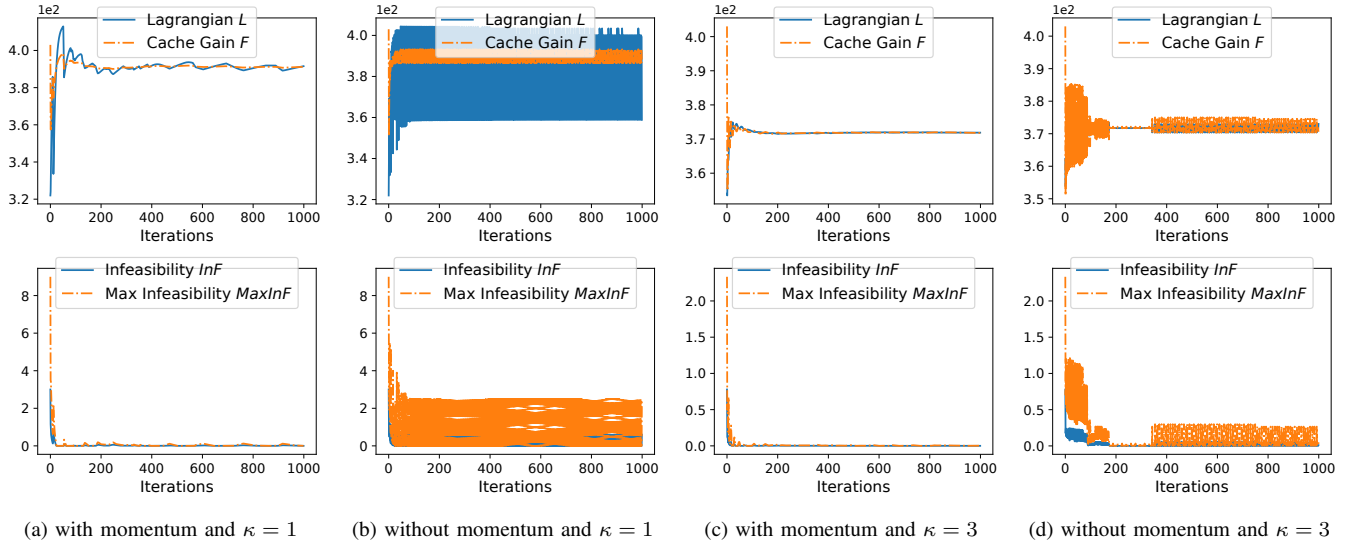 1e2
Lagrangian L
Cache Gain F
4.0
3.8
3.6
3.4
3.2
0 200 400 600 800 1000
Iterations
1e2
Lagrangian L
Cache Gain F
4.0
3.8
3.6
3.4
3.2
0 200 400 600 800 1000
Iterations
1e2
Lagrangian L
Cache Gain F
4.0
3.9
3.8
3.7
3.6
0 200 400 600 800 1000
Iterations
1e2
Lagrangian L
Cache Gain F
4.0
3.9
3.8
3.7
3.6
3.5
0 200 400 600 800 1000
Iterations
Infeasibility InF
Max Infeasibility MaxInF
8
6
4
2
0
0 200 400 600 800 1000
Iterations
Infeasibility InF
Max Infeasibility MaxInF
8
6
4
2
0
0 200 400 600 800 1000
Iterations
Infeasibility InF
Max Infeasibility MaxInF
2.0
1.5
1.0
0.5
0.0
0 200 400 600 800 1000
Iterations
Infeasibility InF
Max Infeasibility MaxInF
2.0
1.5
1.0
0.5
0.0
0 200 400 600 800 1000
Iterations
(a) with momentum and κ = 1
(b) without momentum and κ = 1
(c) with momentum and κ = 3
(d) without momentum and κ = 3